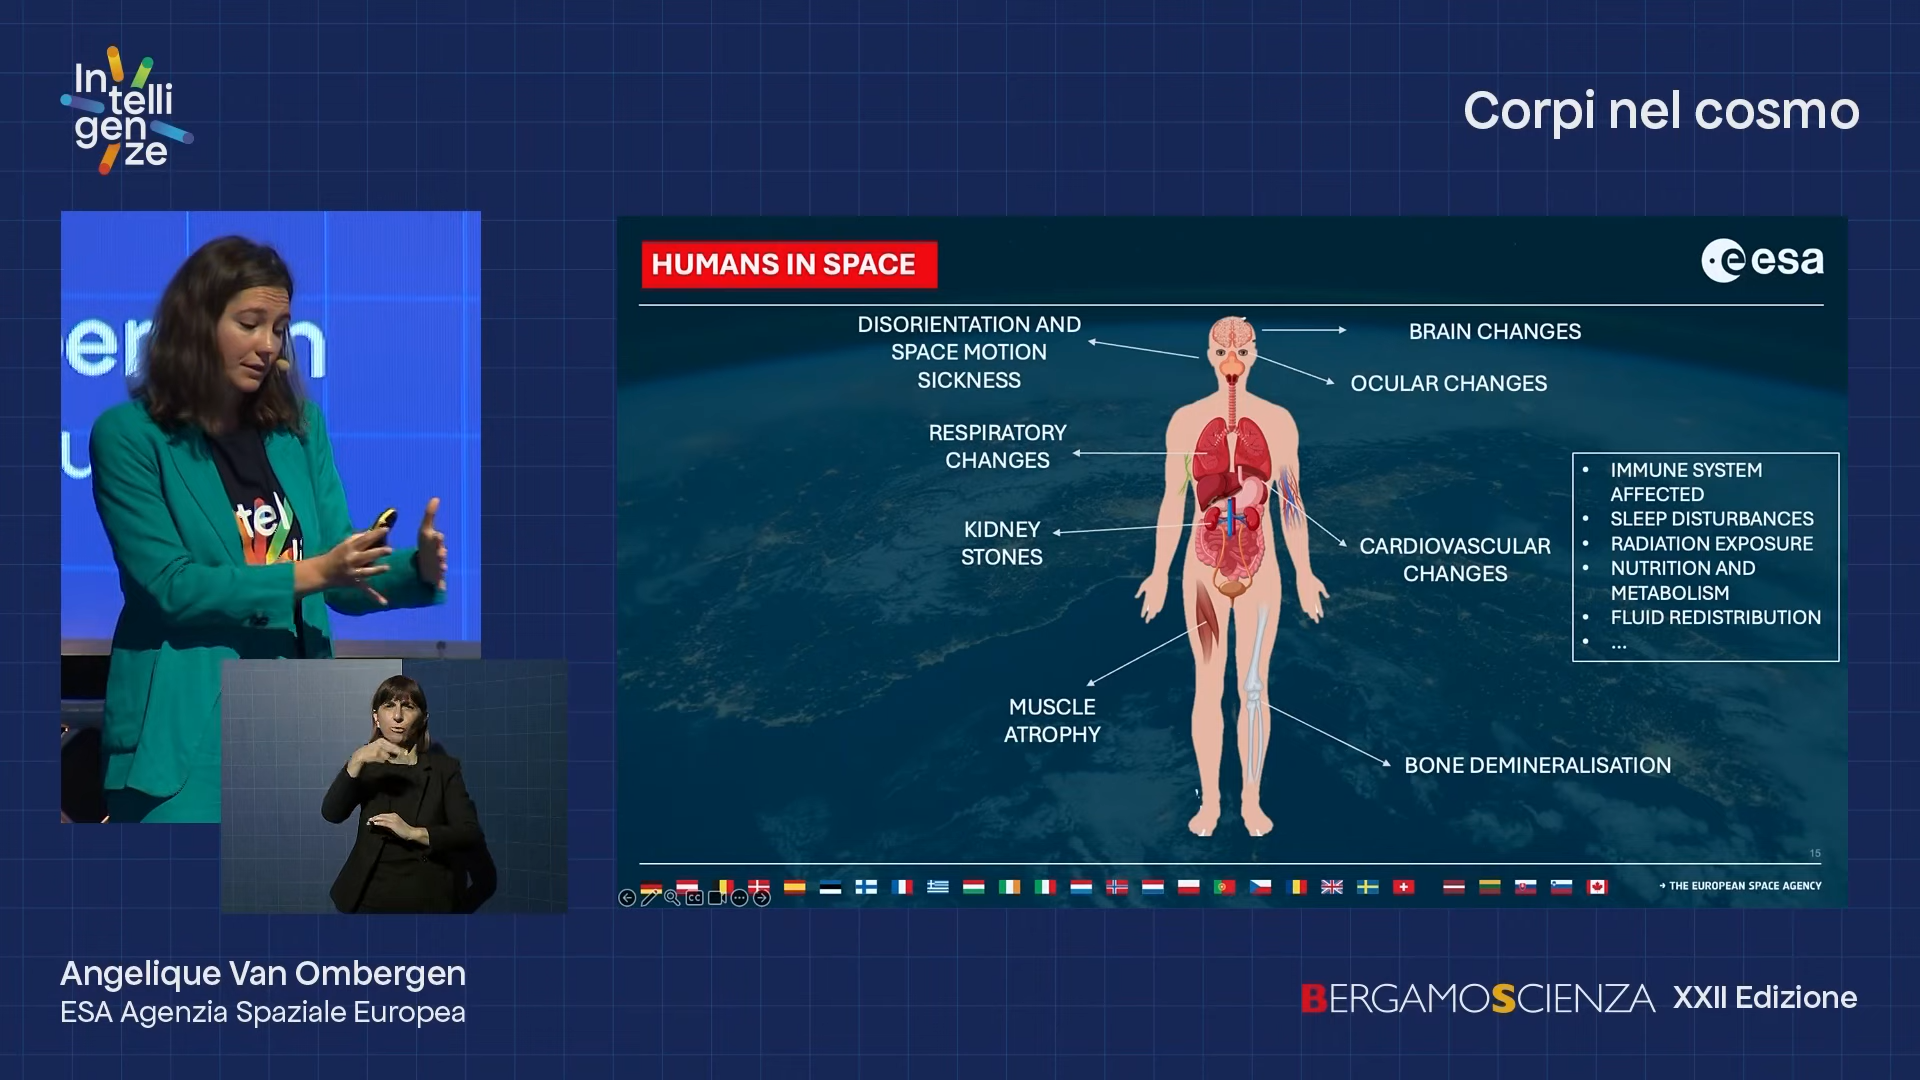 In
telli
gen
ze
Corpi nel cosmo
HUMANS IN SPACE
esa
DISORIENTATION AND
SPACE MOTION
SICKNESS
BRAIN CHANGES
OCULAR CHANGES
RESPIRATORY
CHANGES
KIDNEY
STONES
CARDIOVASCULAR
CHANGES
• IMMUNE SYSTEM
AFFECTED
• SLEEP DISTURBANCES
• RADIATION EXPOSURE
• NUTRITION AND
METABOLISM
• FLUID REDISTRIBUTION
• ...
MUSCLE
ATROPHY
BONE DEMINERALISATION
15
CC
→ THE EUROPEAN SPACE AGENCY
Angelique Van Ombergen
ESA Agenzia Spaziale Europea
BERGAMOSCIENZA XXII Edizione